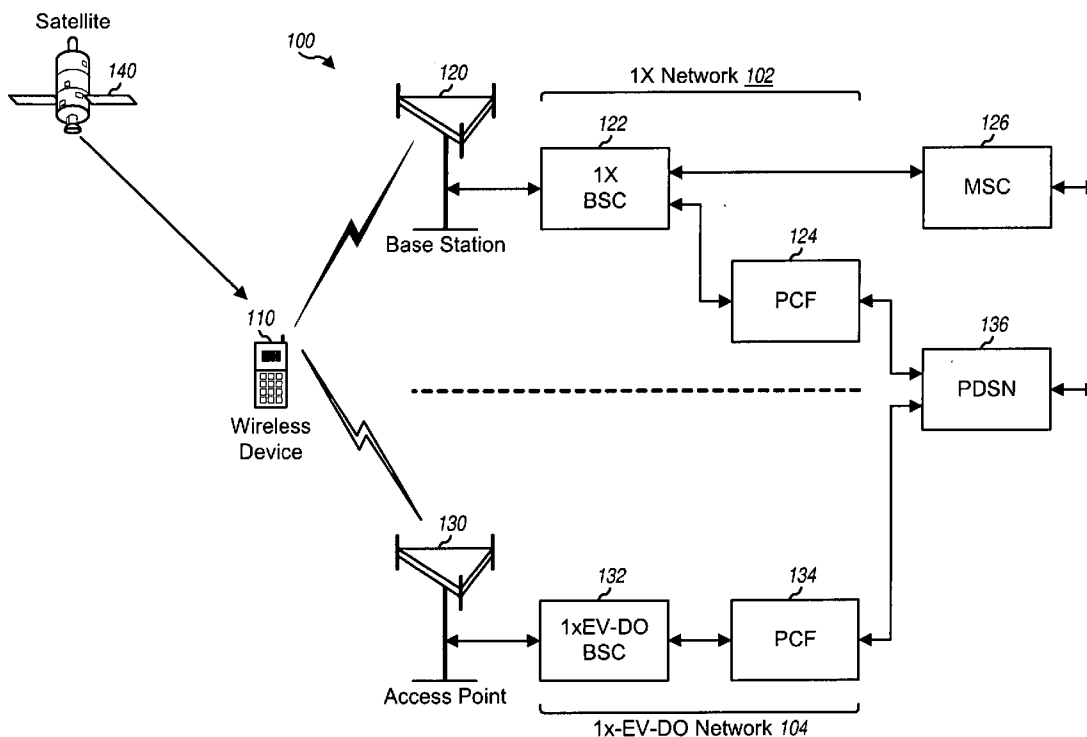 Satellite
140
100
120
1X Network 102
122
1X
BSC
126
MSC
Base Station
124
PCF
110
136
PDSN
Wireless
Device
130
132
1xEV-DO
BSC
134
PCF
Access Point
1x-EV-DO Network 104